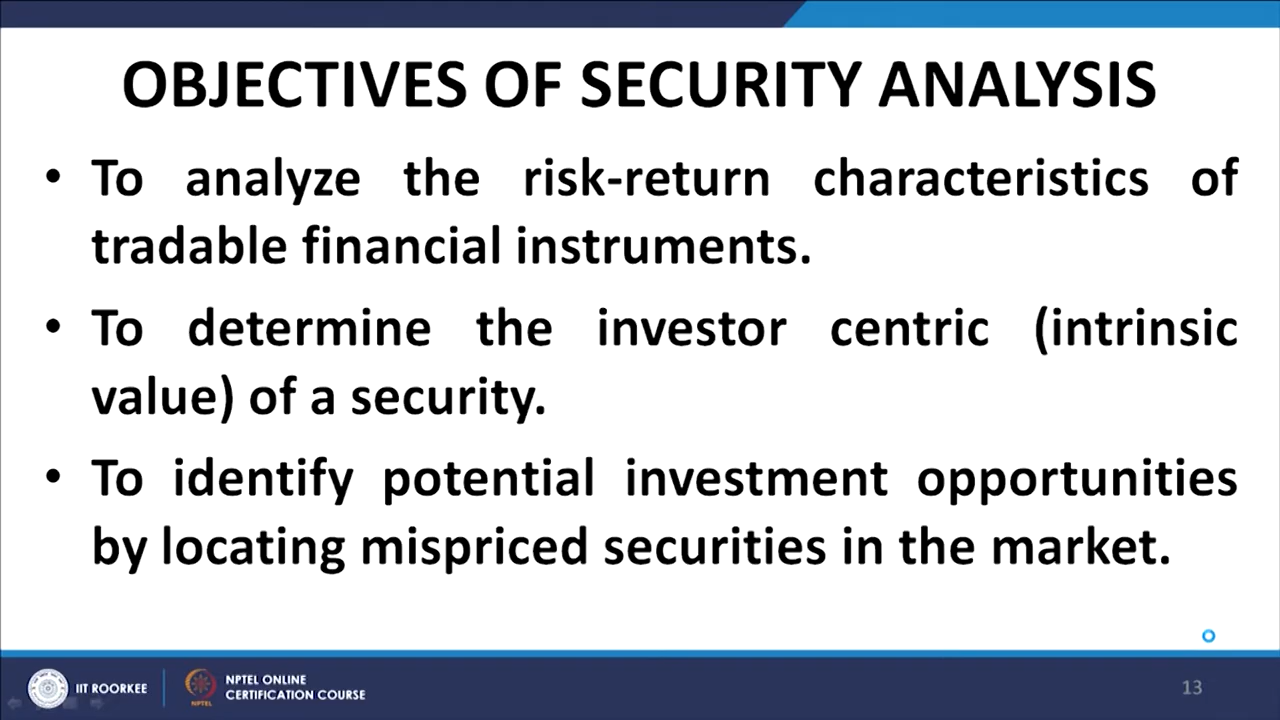 OBJECTIVES OF SECURITY ANALYSIS
• To analyze the risk-return characteristics of
tradable financial instruments.
• To determine the investor centric (intrinsic
value) of a security.
• To identify potential investment opportunities
by locating mispriced securities in the market.
IIT ROORKEE
NPTEL
NPTEL ONLINE
CERTIFICATION COURSE
13